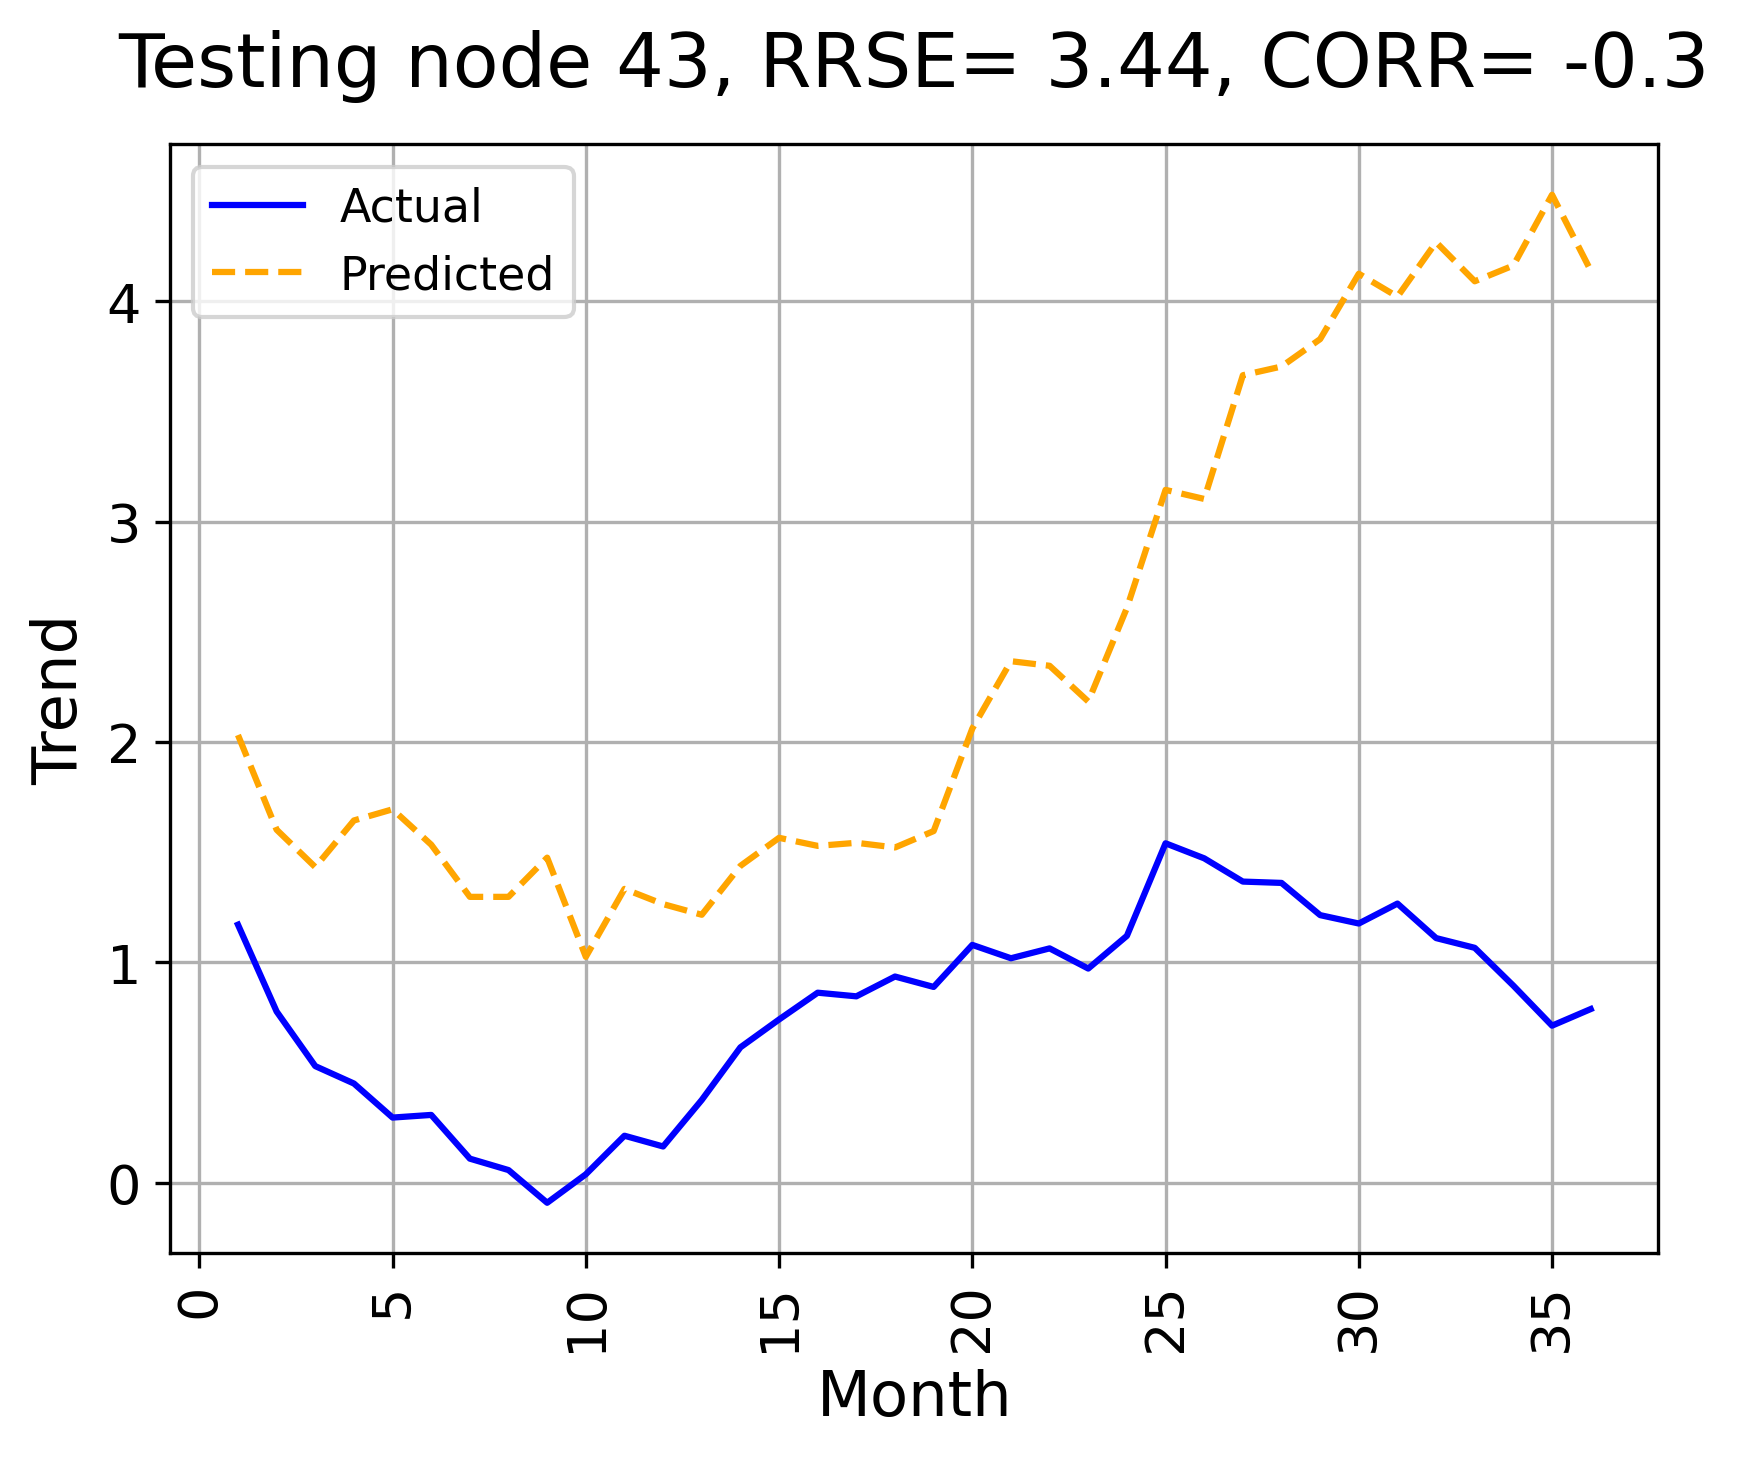 Testing node 43, RRSE= 3.44, CORR= -0.3
Actual
Predicted
Trend
4
3
2
1
0
0
5
10
15
20
25
30
35
Month